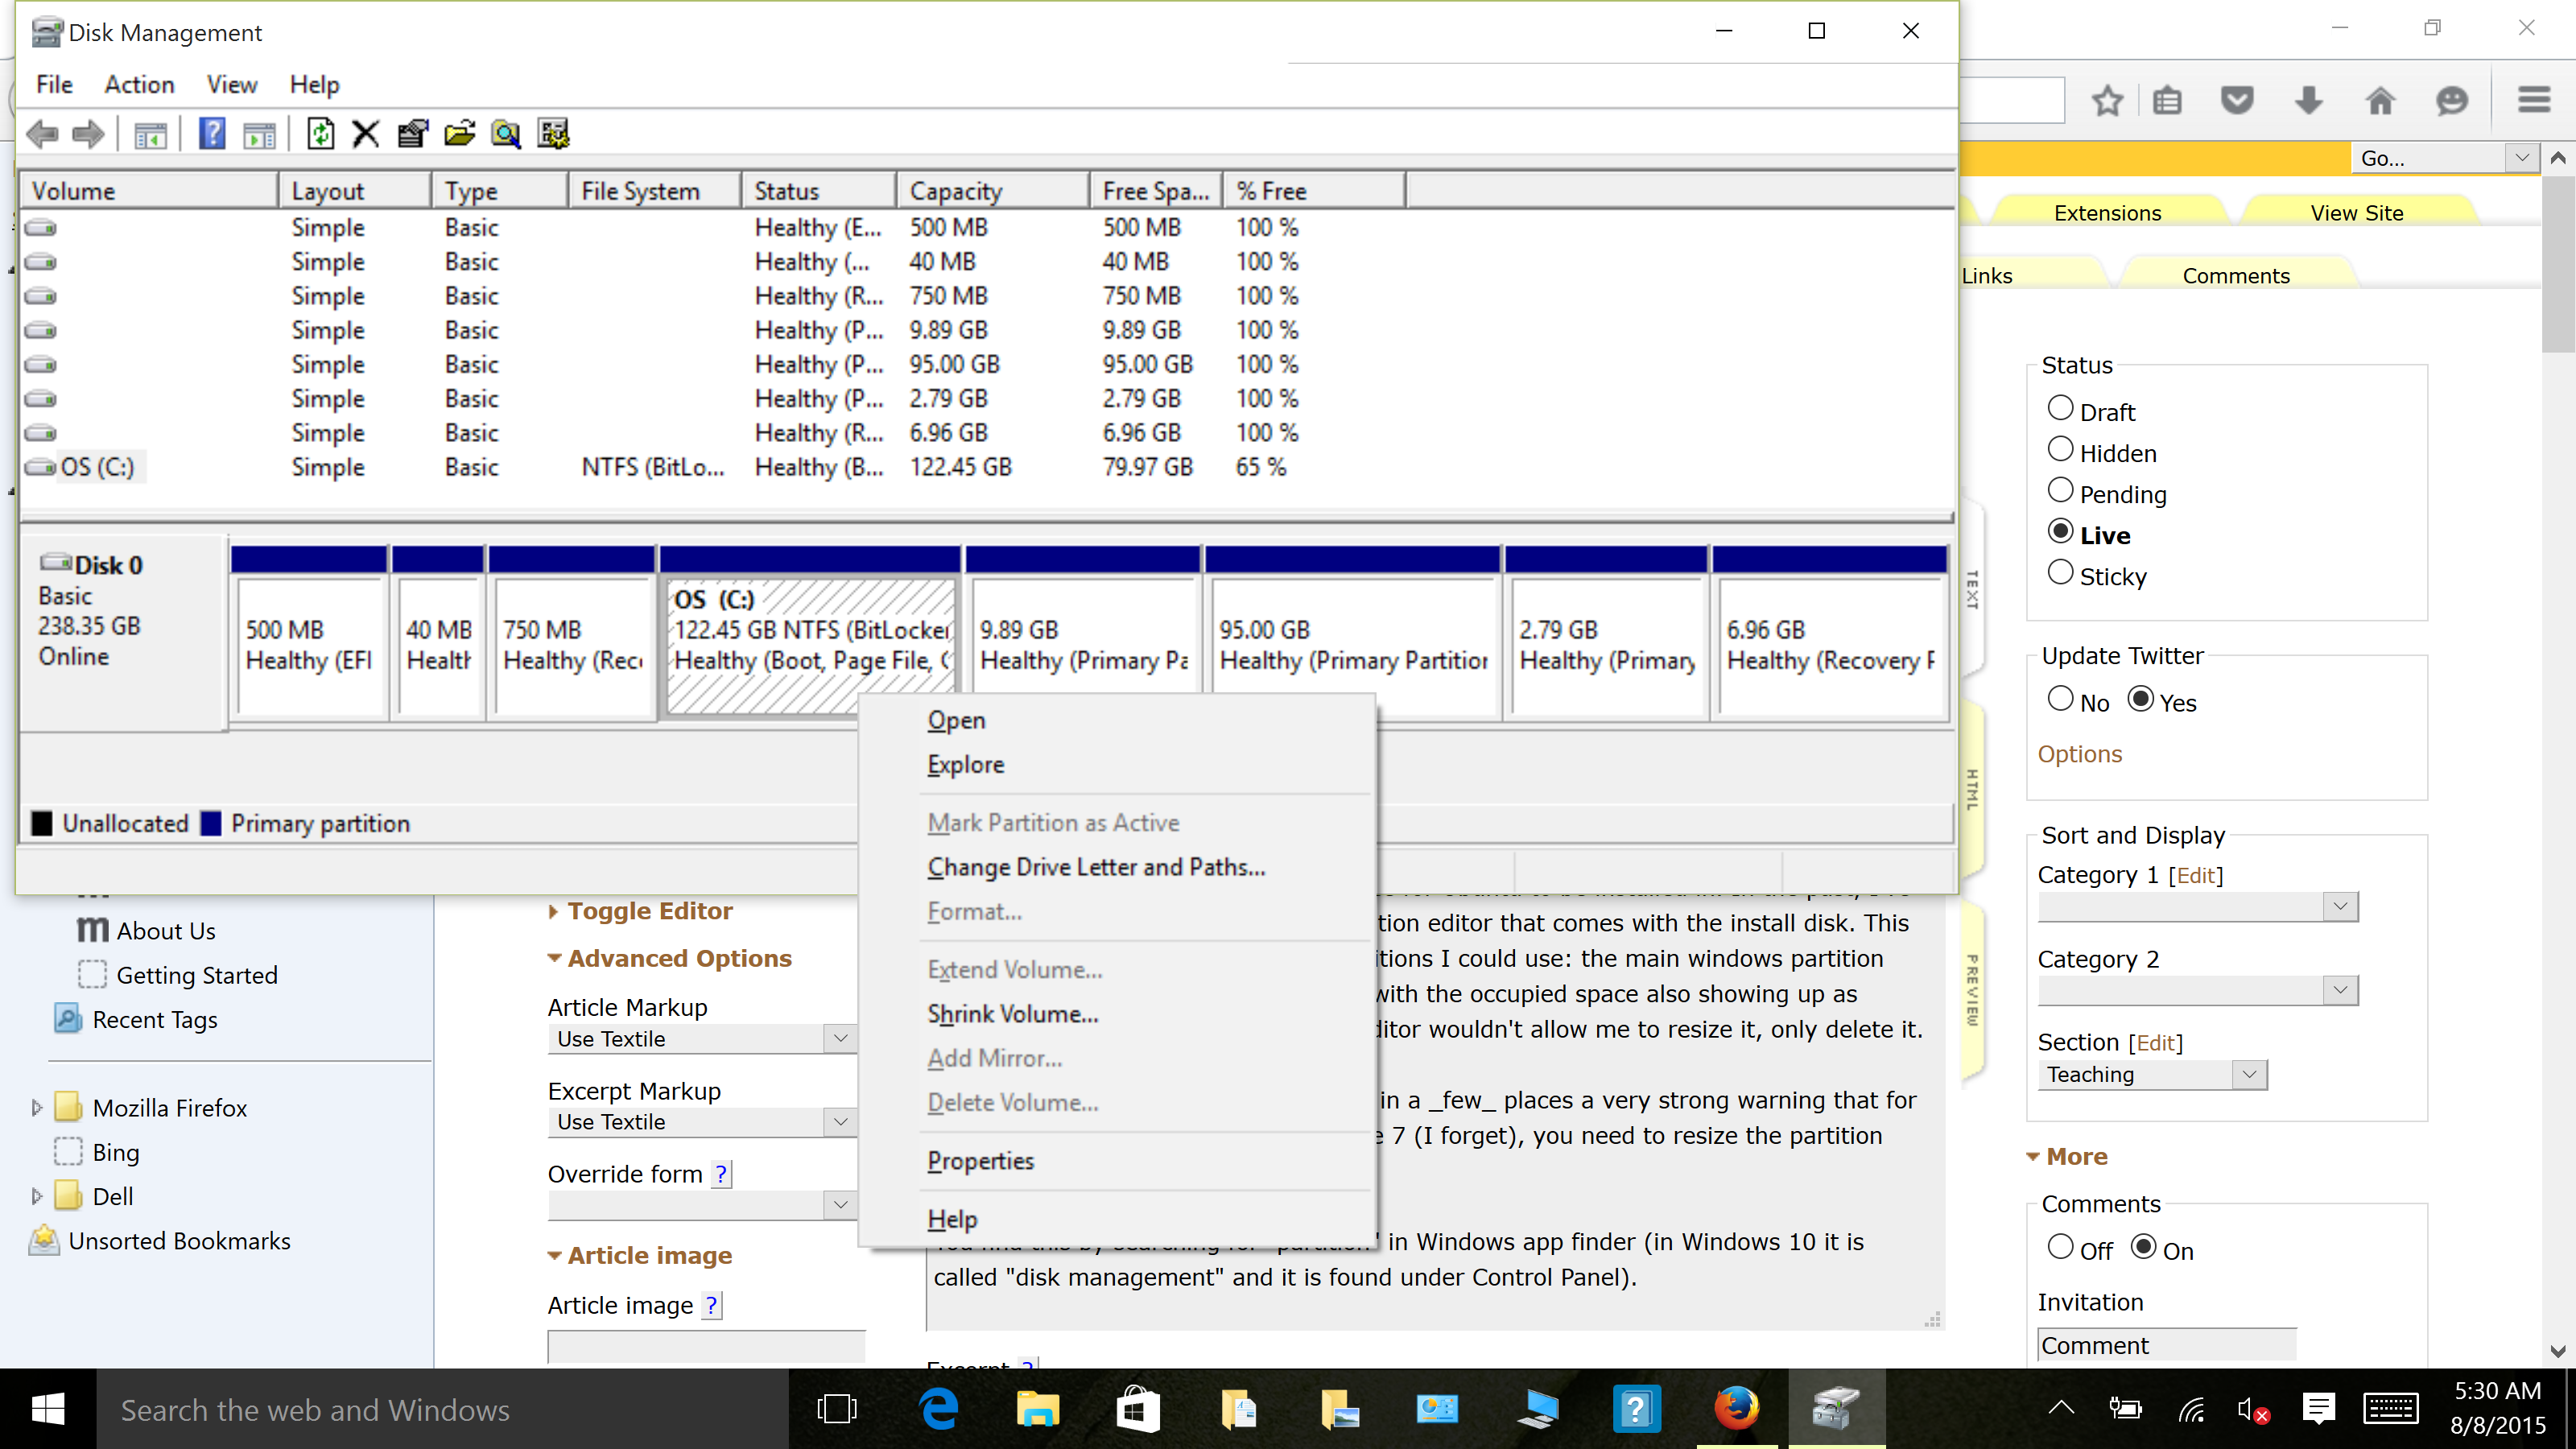 Disk Management
File Action View Help
Volume Layout Type File System Status Capacity Free Spa... % Free
Simple Basic Healthy (E... 500 MB 500 MB 100 %
Simple Basic Healthy (... 40 MB 40 MB 100 %
Simple Basic Healthy (R... 750 MB 750 MB 100 %
Simple Basic Healthy (P... 9.89 GB 9.89 GB 100 %
Simple Basic Healthy (P... 95.00 GB 95.00 GB 100 %
Simple Basic Healthy (P... 2.79 GB 2.79 GB 100 %
Simple Basic Healthy (R... 6.96 GB 6.96 GB 100 %
OS (C:) Simple Basic NTFS (BitLo... Healthy (B... 122.45 GB 79.97 GB 65 %
Disk 0
Basic
238.35 GB
Online
500 MB
Healthy (EFI
40 MB
Healtl
750 MB
Healthy (Rec
OS (C:)
122.45 GB NTFS (BitLocker
Healthy (Boot, Page File, C
9.89 GB
Healthy (Primary Pa
95.00 GB
Healthy (Primary Partition
2.79 GB
Healthy (Primary
6.96 GB
Healthy (Recovery P
Unallocated Primary partition
Open
Explore
Mark Partition as Active
Change Drive Letter and Paths...
Format...
Extend Volume...
Shrink Volume...
Add Mirror...
Delete Volume...
Properties
Help
Go...
Extensions View Site
Links Comments
TEXT
HTML
PREVIEW
Status
Draft
Hidden
Pending
Live
Sticky
Update Twitter
No Yes
Options
Sort and Display
Category 1 [Edit]
Category 2
Section [Edit]
Teaching
More
Comments
Off On
Invitation
Comment
About Us
Getting Started
Recent Tags
Mozilla Firefox
Bing
Dell
Unsorted Bookmarks
Toggle Editor
Advanced Options
Article Markup
Use Textile
Excerpt Markup
Use Textile
Override form ?
Article image
Article image ?
tion editor that comes with the install disk. This
itions I could use: the main windows partition
with the occupied space also showing up as
ditor wouldn't allow me to resize it, only delete it.
in a _few_ places a very strong warning that for
e 7 (I forget), you need to resize the partition
in Windows app finder (in Windows 10 it is
called "disk management" and it is found under Control Panel).
Excerpt ?
Search the web and Windows
5:30 AM
8/8/2015